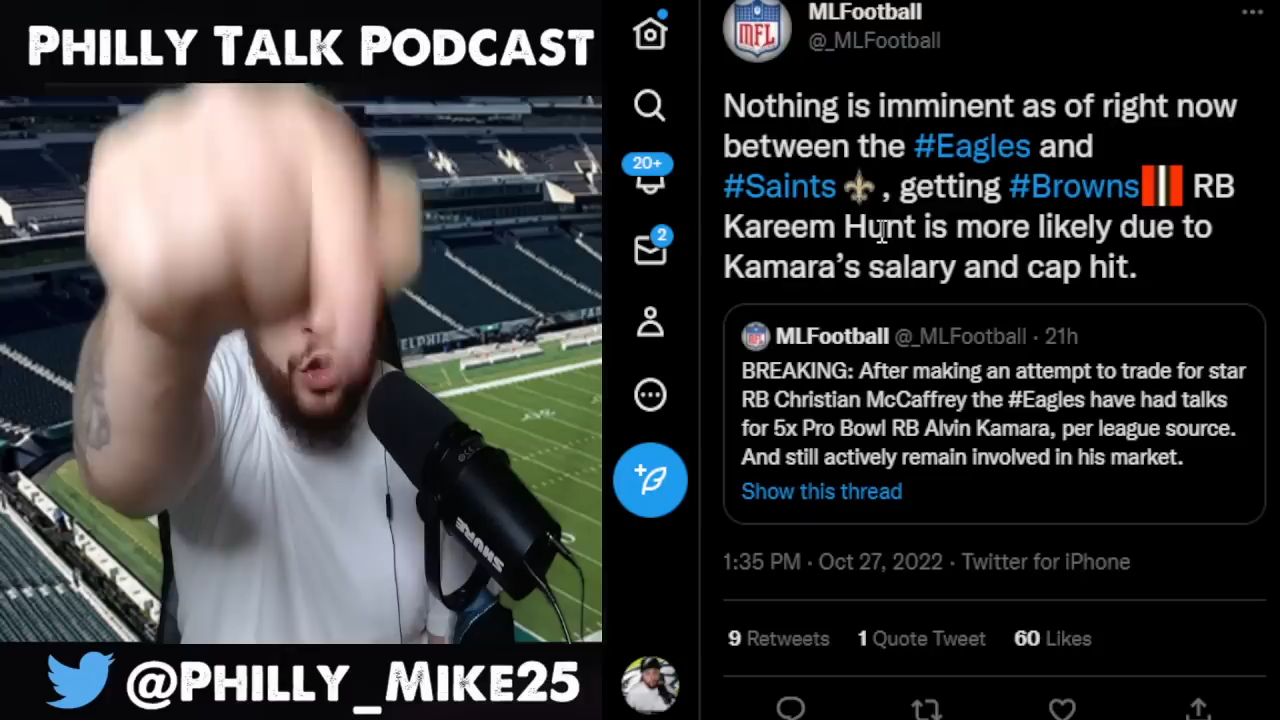 PHILLY TALK PODCAST
ELPHIA
SHURE
@PHILLY_MIKE25
20+
2
MFL
MLFootball
@_MLFootball
Nothing is imminent as of right now
between the #Eagles and
#Saints , getting #Browns RB
Kareem Hunt is more likely due to
Kamara’s salary and cap hit.
MLFootball @_MLFootball · 21h
BREAKING: After making an attempt to trade for star
RB Christian McCaffrey the #Eagles have had talks
for 5x Pro Bowl RB Alvin Kamara, per league source.
And still actively remain involved in his market.
Show this thread
1:35 PM · Oct 27, 2022 · Twitter for iPhone
9 Retweets 1 Quote Tweet 60 Likes